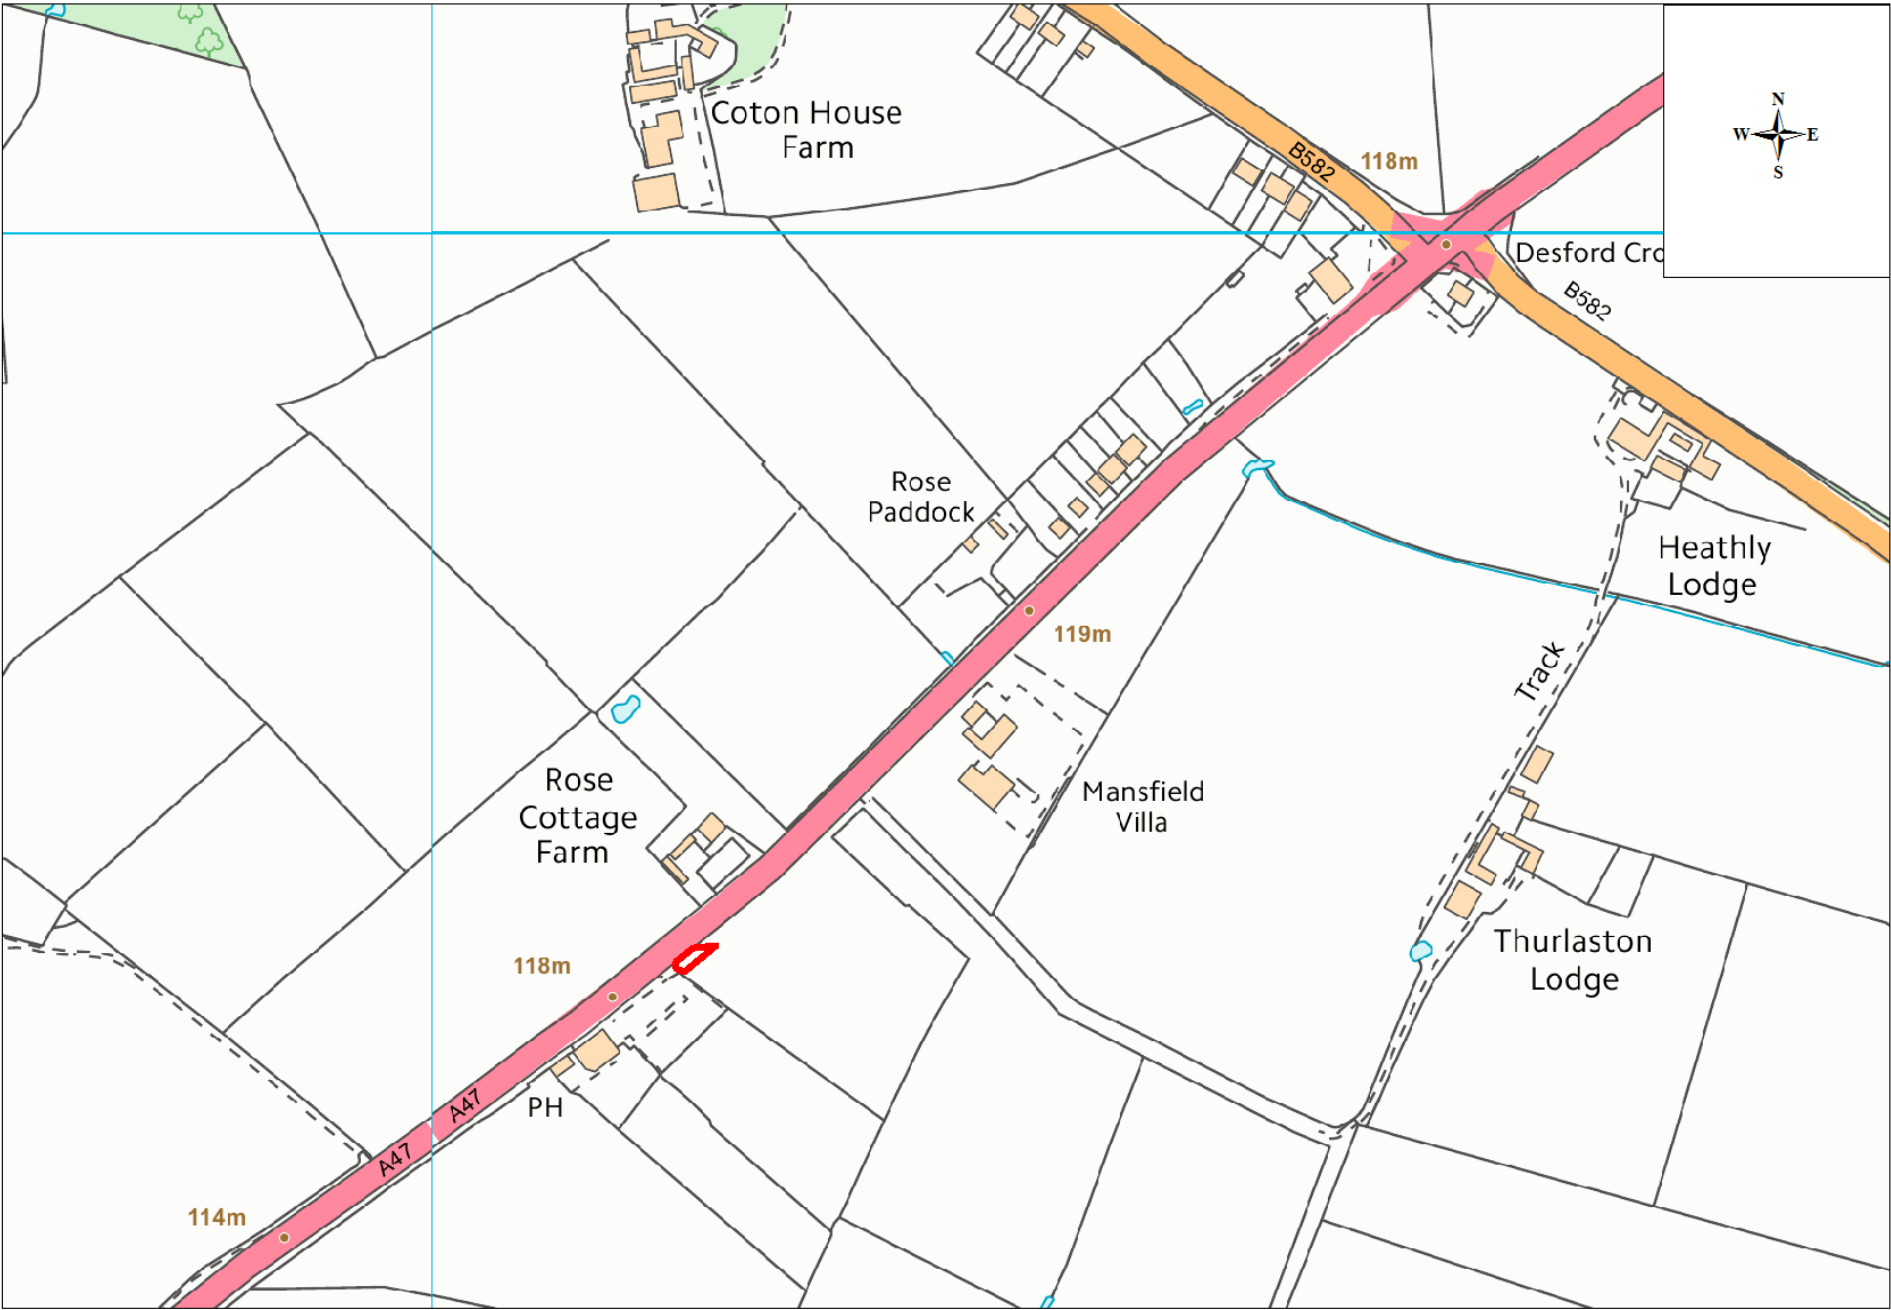 Coton House
Farm
B582
118m
N
W E
S
Desford Cro
B582
Rose
Paddock
Heathly
Lodge
119m
Track
Rose
Cottage
Farm
Mansfield
Villa
Thurlaston
Lodge
118m
PH
A47
A47
114m